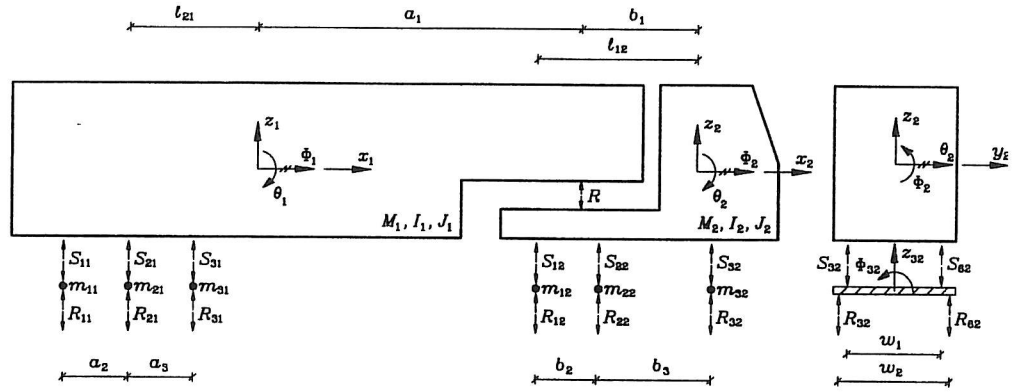 l₂₁ a₁ b₁
l₁₂
z₁ z₂ z₂
Φ₁ x₁ Φ₂ x₂ θ₂ y₂
θ₁ θ₂ Φ₂
R
M₁, I₁, J₁ M₂, I₂, J₂
S₁₁ S₂₁ S₃₁ S₁₂ S₂₂ S₃₂ S₃₂ Φ₃₂ z₃₂ S₆₂
m₁₁ m₂₁ m₃₁ m₁₂ m₂₂ m₃₂
R₁₁ R₂₁ R₃₁ R₁₂ R₂₂ R₃₂ R₃₂ R₆₂
w₁
a₂ a₃ b₂ b₃ w₂